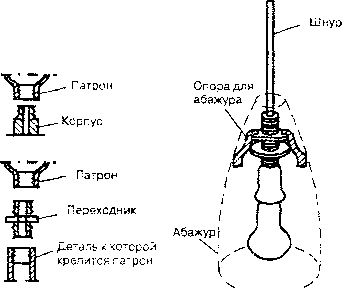 Патрон
Корпус
Патрон
Переходник
Деталь к которой
крепится патрон
Шнур
Опора для
абажура
Абажур